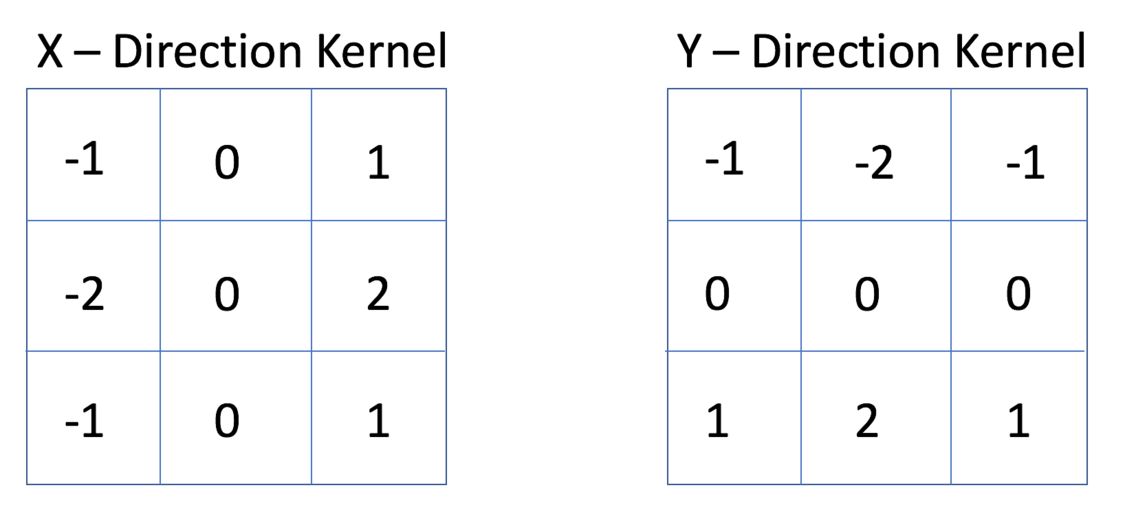 X – Direction Kernel
-1 0 1
-2 0 2
-1 0 1
Y – Direction Kernel
-1 -2 -1
0 0 0
1 2 1